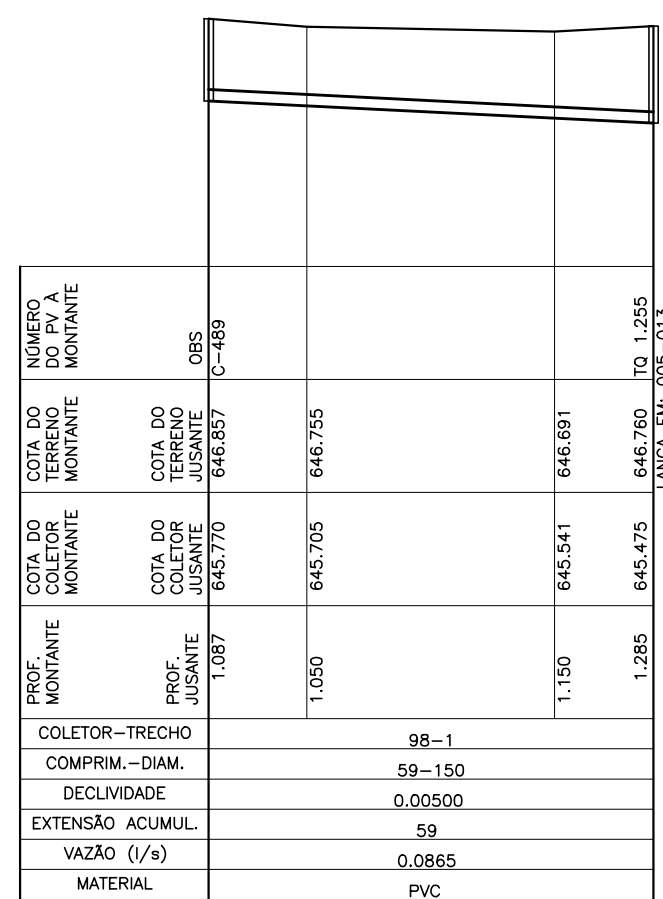 NÚMERO
DO PV À
MONTANTE
OBS
C-489
TQ 1.255
COTA DO
TERRENO
MONTANTE
COTA DO
TERRENO
JUSANTE
646.857
646.755
646.691
646.760
COTA DO
COLETOR
MONTANTE
COTA DO
COLETOR
JUSANTE
645.770
645.705
645.541
645.475
PROF.
MONTANTE
PROF.
JUSANTE
1.087
1.050
1.150
1.285
COLETOR-TRECHO
98-1
COMPRIM.-DIAM.
59-150
DECLIVIDADE
0.00500
EXTENSÃO ACUMUL.
59
VAZÃO (l/s)
0.0865
MATERIAL
PVC